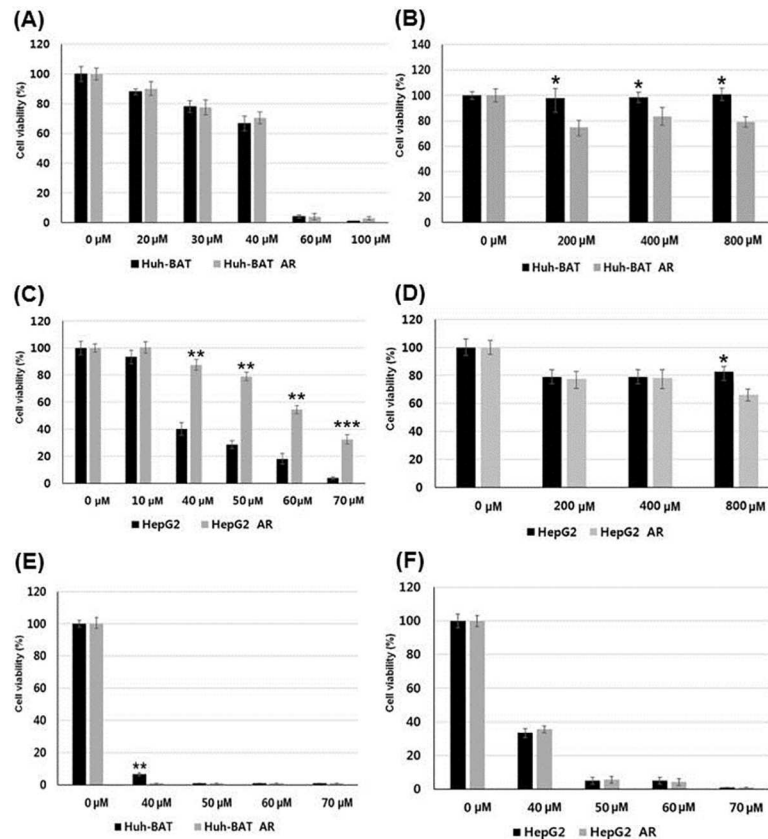 (A)
Cell viability (%)
120
100
80
60
40
20
0
0 µM 20 µM 30 µM 40 µM 60 µM 100 µM
Huh-BAT Huh-BAT AR
(B)
Cell viability (%)
140
120
100
80
60
40
20
0
* * *
0 µM 200 µM 400 µM 800 µM
Huh-BAT Huh-BAT AR
(C)
Cell viability (%)
120
100
80
60
40
20
0
** ** ** ***
0 µM 10 µM 40 µM 50 µM 60 µM 70 µM
HepG2 HepG2 AR
(D)
Cell viability (%)
120
100
80
60
40
20
0
*
0 µM 200 µM 400 µM 800 µM
HepG2 HepG2 AR
(E)
Cell viability (%)
120
100
80
60
40
20
0
**
0 µM 40 µM 50 µM 60 µM 70 µM
Huh-BAT Huh-BAT AR
(F)
Cell viability (%)
120
100
80
60
40
20
0
0 µM 40 µM 50 µM 60 µM 70 µM
HepG2 HepG2 AR